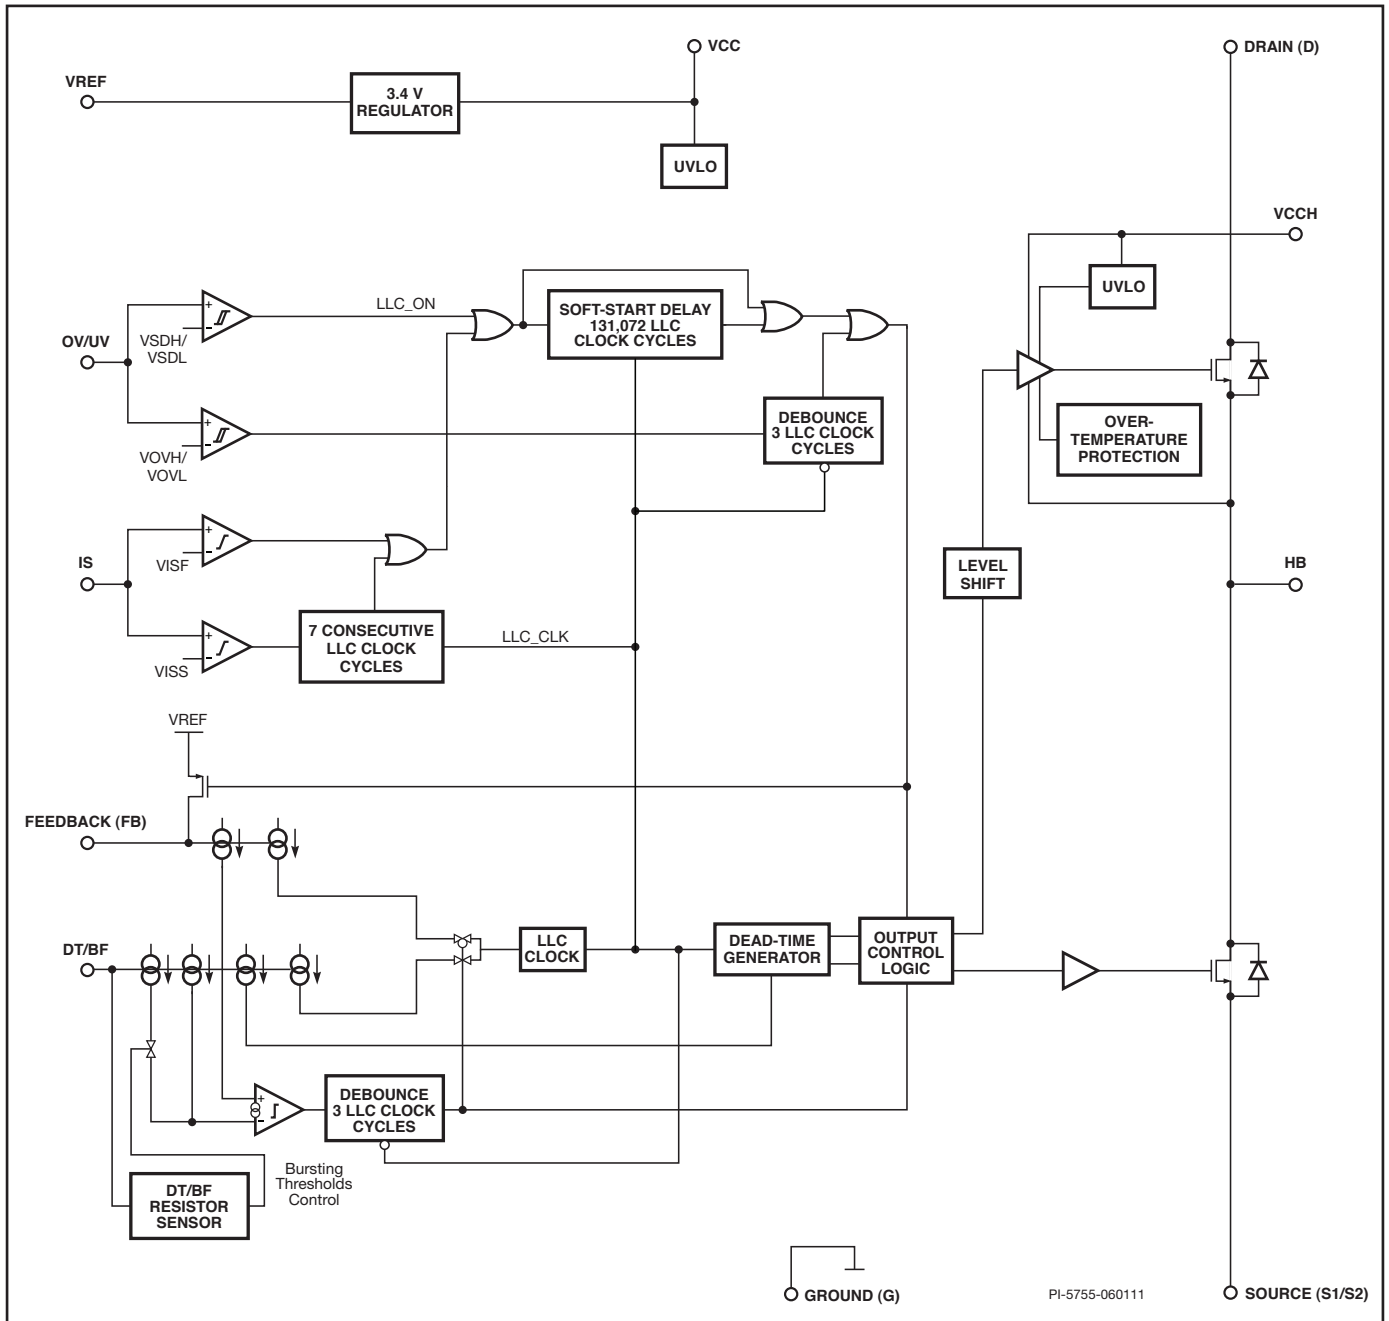 VCC
DRAIN (D)
VREF
3.4 V
REGULATOR
UVLO
VCCH
UVLO
LLC_ON
SOFT-START DELAY
131,072 LLC
CLOCK CYCLES
OV/UV
+
−
VSDH/
VSDL
DEBOUNCE
3 LLC CLOCK
CYCLES
+
−
VOVH/
VOVL
OVER-
TEMPERATURE
PROTECTION
+
−
VISF
IS
LEVEL
SHIFT
HB
7 CONSECUTIVE
LLC CLOCK
CYCLES
LLC_CLK
+
−
VISS
VREF
FEEDBACK (FB)
DT/BF
LLC
CLOCK
DEAD-TIME
GENERATOR
OUTPUT
CONTROL
LOGIC
+
−
DEBOUNCE
3 LLC CLOCK
CYCLES
Bursting
Thresholds
Control
DT/BF
RESISTOR
SENSOR
GROUND (G)
PI-5755-060111
SOURCE (S1/S2)